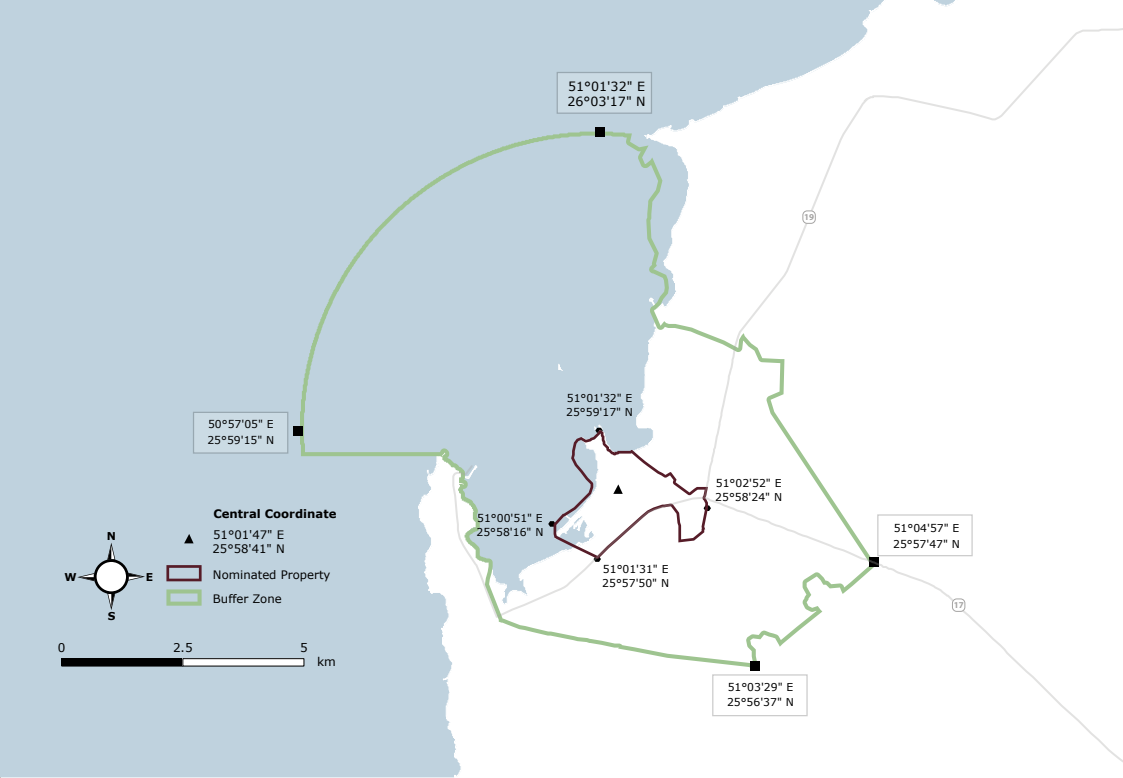 51°01'32" E
26°03'17" N
19
51°01'32" E
25°59'17" N
50°57'05" E
25°59'15" N
51°02'52" E
25°58'24" N
51°00'51" E
25°58'16" N
51°04'57" E
25°57'47" N
51°01'31" E
25°57'50" N
17
51°03'29" E
25°56'37" N
Central Coordinate
51°01'47" E
25°58'41" N
Nominated Property
Buffer Zone
N
W
E
S
0 2.5 5
km